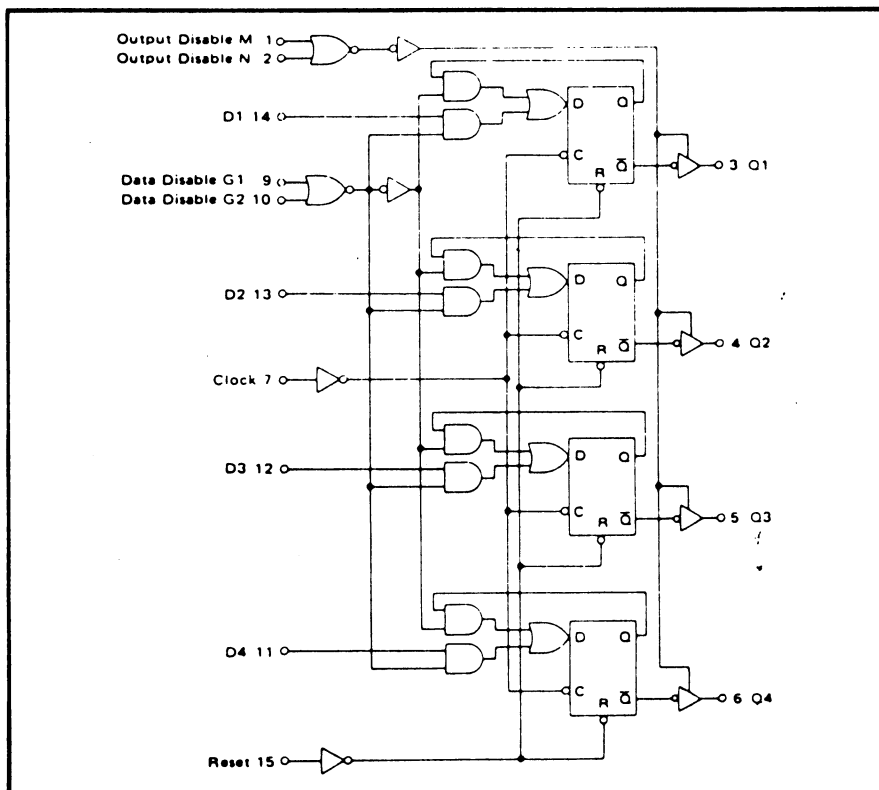 Output Disable M 1
Output Disable N 2
D Q
D1 14
C
R Q̅
3 Q1
Data Disable G1 9
Data Disable G2 10
D Q
D2 13
C
R Q̅
4 Q2
Clock 7
D Q
D3 12
C
R Q̅
5 Q3
D Q
D4 11
C
R Q̅
6 Q4
Reset 15